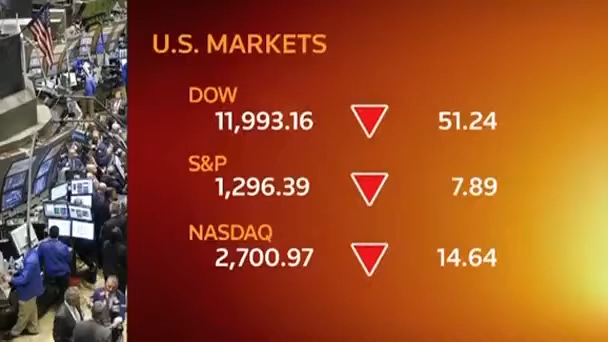 U.S. MARKETS
DOW
11,993.16 51.24
S&P
1,296.39 7.89
NASDAQ
2,700.97 14.64